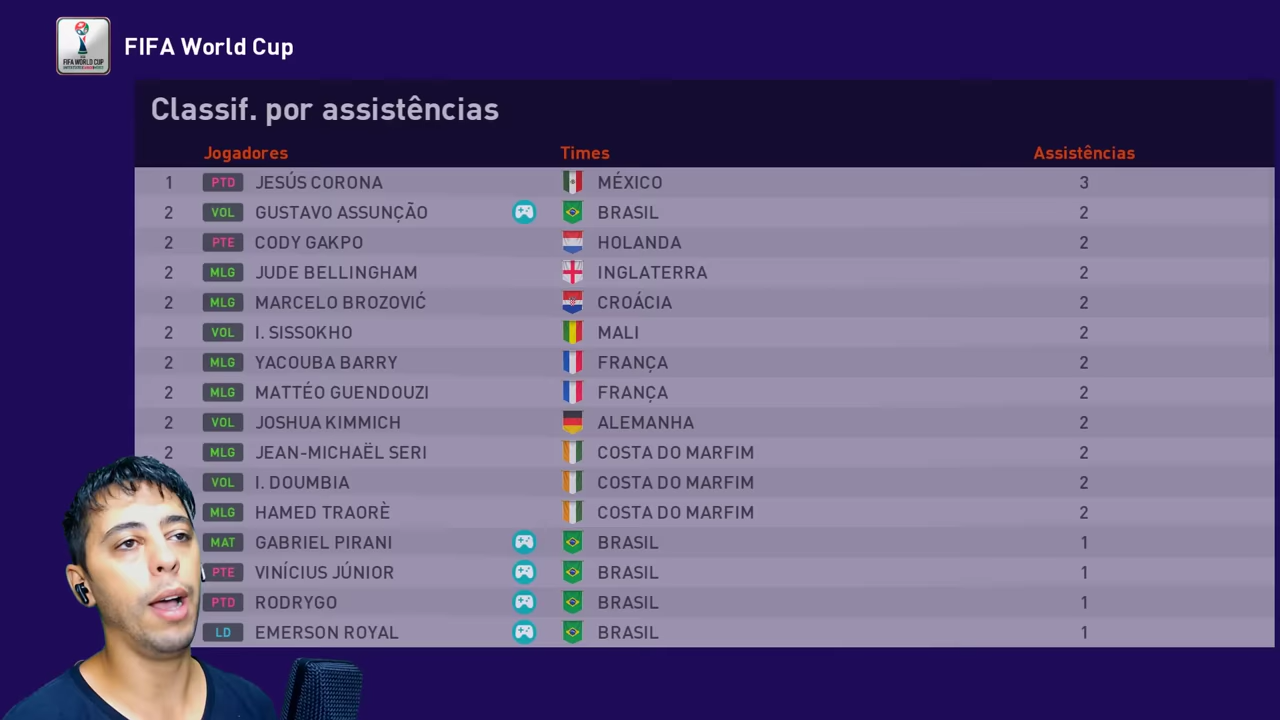 FIFA World Cup
FIFA WORLD CUP
Classif. por assistências
Jogadores Times Assistências
1 PTD JESÚS CORONA MÉXICO 3
2 VOL GUSTAVO ASSUNÇÃO BRASIL 2
2 PTE CODY GAKPO HOLANDA 2
2 MLG JUDE BELLINGHAM INGLATERRA 2
2 MLG MARCELO BROZOVIĆ CROÁCIA 2
2 VOL I. SISSOKHO MALI 2
2 MLG YACOUBA BARRY FRANÇA 2
2 MLG MATTÉO GUENDOUZI FRANÇA 2
2 VOL JOSHUA KIMMICH ALEMANHA 2
2 MLG JEAN-MICHAËL SERI COSTA DO MARFIM 2
VOL I. DOUMBIA COSTA DO MARFIM 2
MLG HAMED TRAORÈ COSTA DO MARFIM 2
MAT GABRIEL PIRANI BRASIL 1
PTE VINÍCIUS JÚNIOR BRASIL 1
PTD RODRYGO BRASIL 1
LD EMERSON ROYAL BRASIL 1